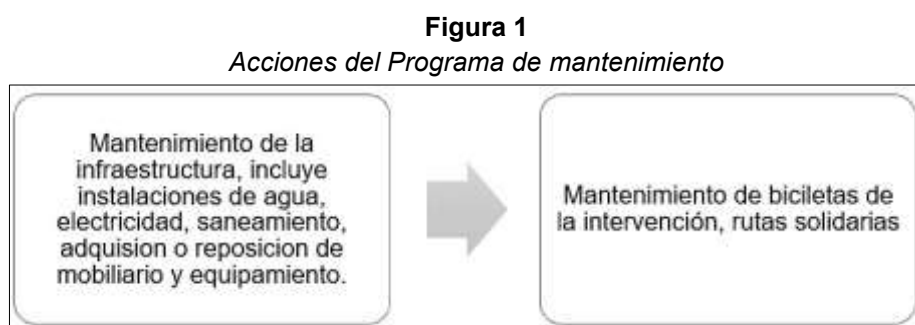 Figura 1
Acciones del Programa de mantenimiento
Mantenimiento de la
infraestructura, incluye
instalaciones de agua,
electricidad, saneamiento,
adquision o reposicion de
mobiliario y equipamiento.
Mantenimiento de biciletas de
la intervención, rutas solidarias